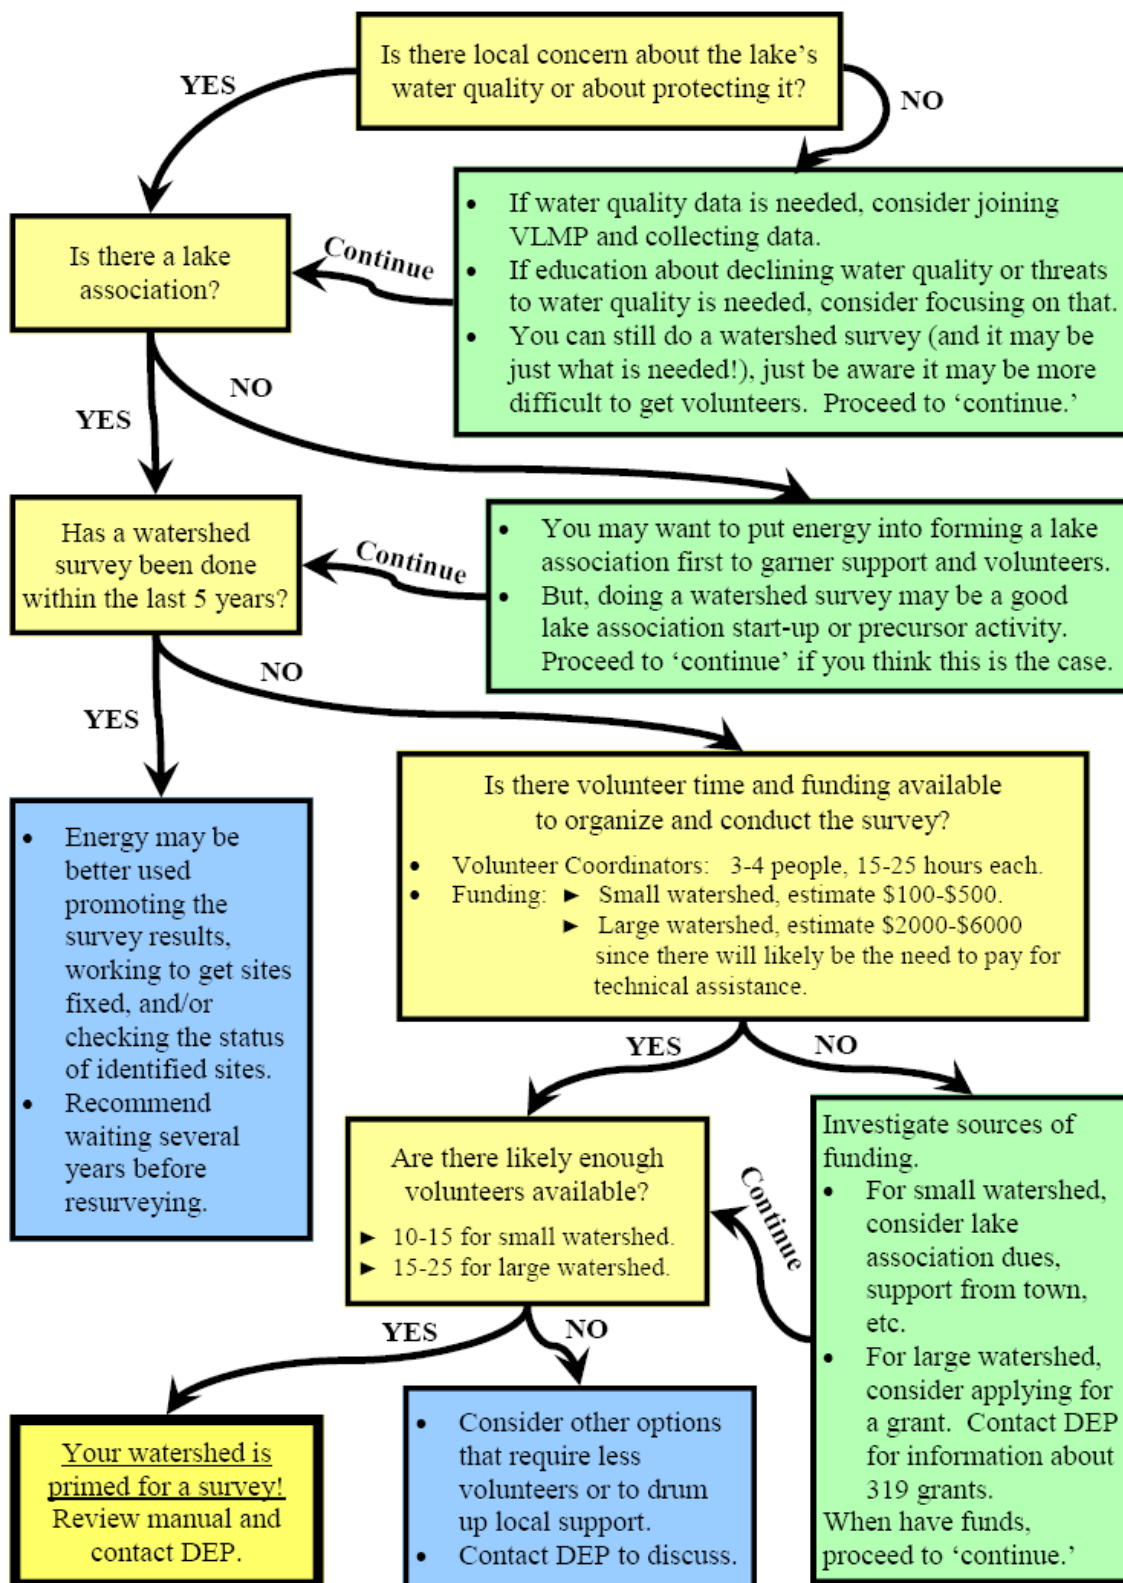 Is there local concern about the lake's
water quality or about protecting it?
YES
NO
• If water quality data is needed, consider joining
VLMP and collecting data.
• If education about declining water quality or threats
to water quality is needed, consider focusing on that.
• You can still do a watershed survey (and it may be
just what is needed!), just be aware it may be more
difficult to get volunteers. Proceed to 'continue.'
Continue
Is there a lake
association?
NO
YES
• You may want to put energy into forming a lake
association first to garner support and volunteers.
• But, doing a watershed survey may be a good
lake association start-up or precursor activity.
Proceed to 'continue' if you think this is the case.
Continue
Has a watershed
survey been done
within the last 5 years?
NO
YES
• Energy may be
better used
promoting the
survey results,
working to get sites
fixed, and/or
checking the status
of identified sites.
• Recommend
waiting several
years before
resurveying.
Is there volunteer time and funding available
to organize and conduct the survey?
• Volunteer Coordinators: 3-4 people, 15-25 hours each.
• Funding: ► Small watershed, estimate $100-$500.
► Large watershed, estimate $2000-$6000
since there will likely be the need to pay for
technical assistance.
YES
NO
Are there likely enough
volunteers available?
► 10-15 for small watershed.
► 15-25 for large watershed.
Continue
Investigate sources of
funding.
• For small watershed,
consider lake
association dues,
support from town,
etc.
• For large watershed,
consider applying for
a grant. Contact DEP
for information about
319 grants.
When have funds,
proceed to 'continue.'
YES
NO
Your watershed is
primed for a survey!
Review manual and
contact DEP.
• Consider other options
that require less
volunteers or to drum
up local support.
• Contact DEP to discuss.